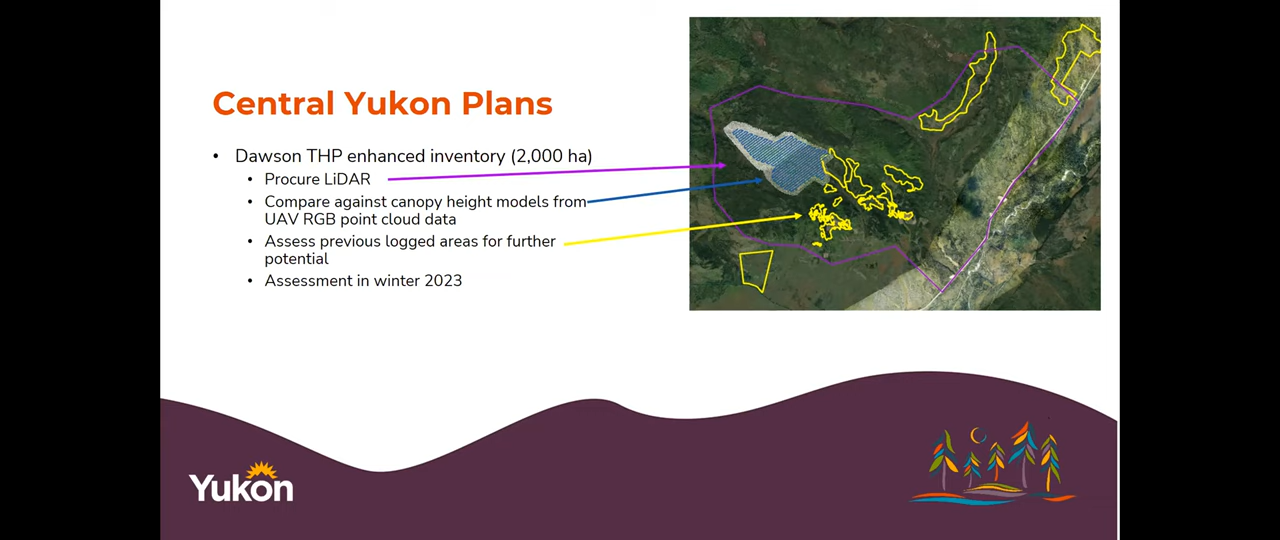 Central Yukon Plans
• Dawson THP enhanced inventory (2,000 ha)
• Procure LiDAR
• Compare against canopy height models from
UAV RGB point cloud data
• Assess previous logged areas for further
potential
• Assessment in winter 2023
Yukon